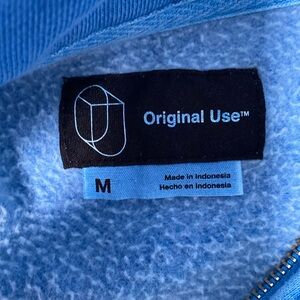 Original Use™
M
Made in Indonesia
Hecho en Indonesia